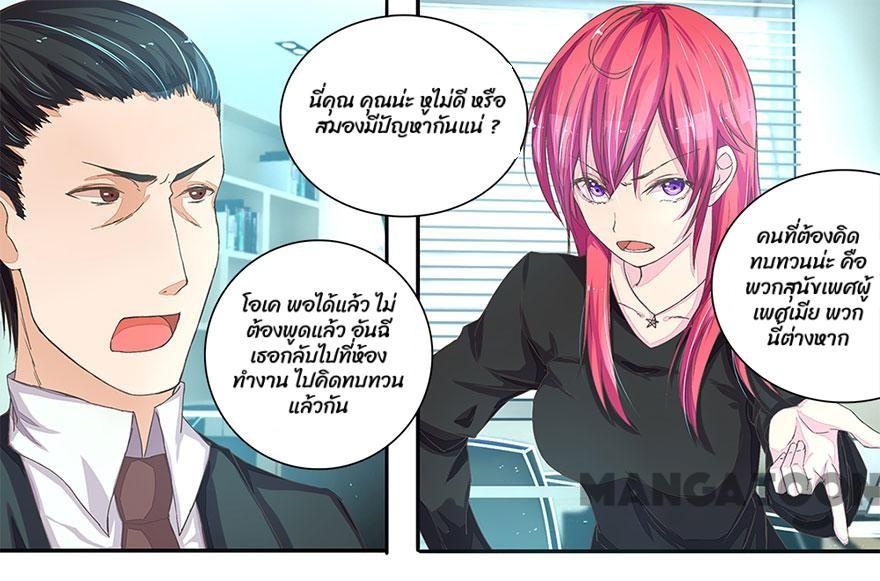 นี่คุณ คุณน่ะ หูไม่ดี หรือ
สมองมีปัญหากันแน่ ?
โอเค พอได้แล้ว ไม่
ต้องพูดแล้ว อันฉี
เธอกลับไปที่ห้อง
ทำงาน ไปคิดทบทวน
แล้วกัน
คนที่ต้องคิด
ทบทวนน่ะ คือ
พวกสุนัขเพศผู้
เพศเมีย พวก
นี้ต่างหาก
MANGATOON